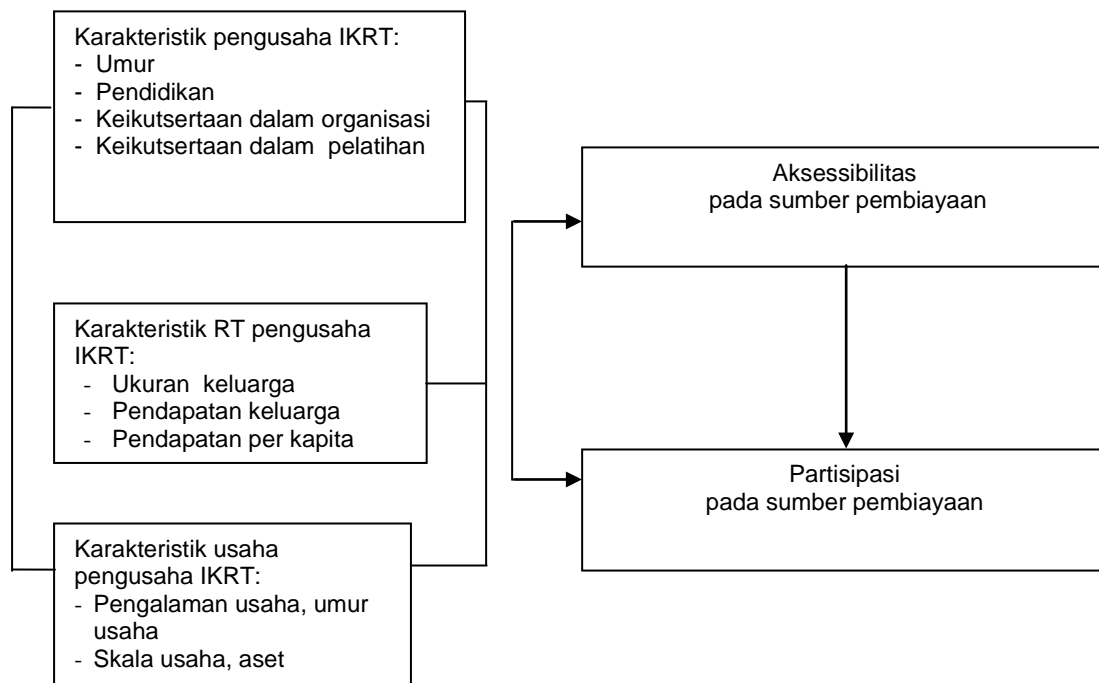 Karakteristik pengusaha IKRT:
- Umur
- Pendidikan
- Keikutsertaan dalam organisasi
- Keikutsertaan dalam pelatihan
Karakteristik RT pengusaha
IKRT:
- Ukuran keluarga
- Pendapatan keluarga
- Pendapatan per kapita
Karakteristik usaha
pengusaha IKRT:
- Pengalaman usaha, umur
usaha
- Skala usaha, aset
Aksessibilitas
pada sumber pembiayaan
Partisipasi
pada sumber pembiayaan